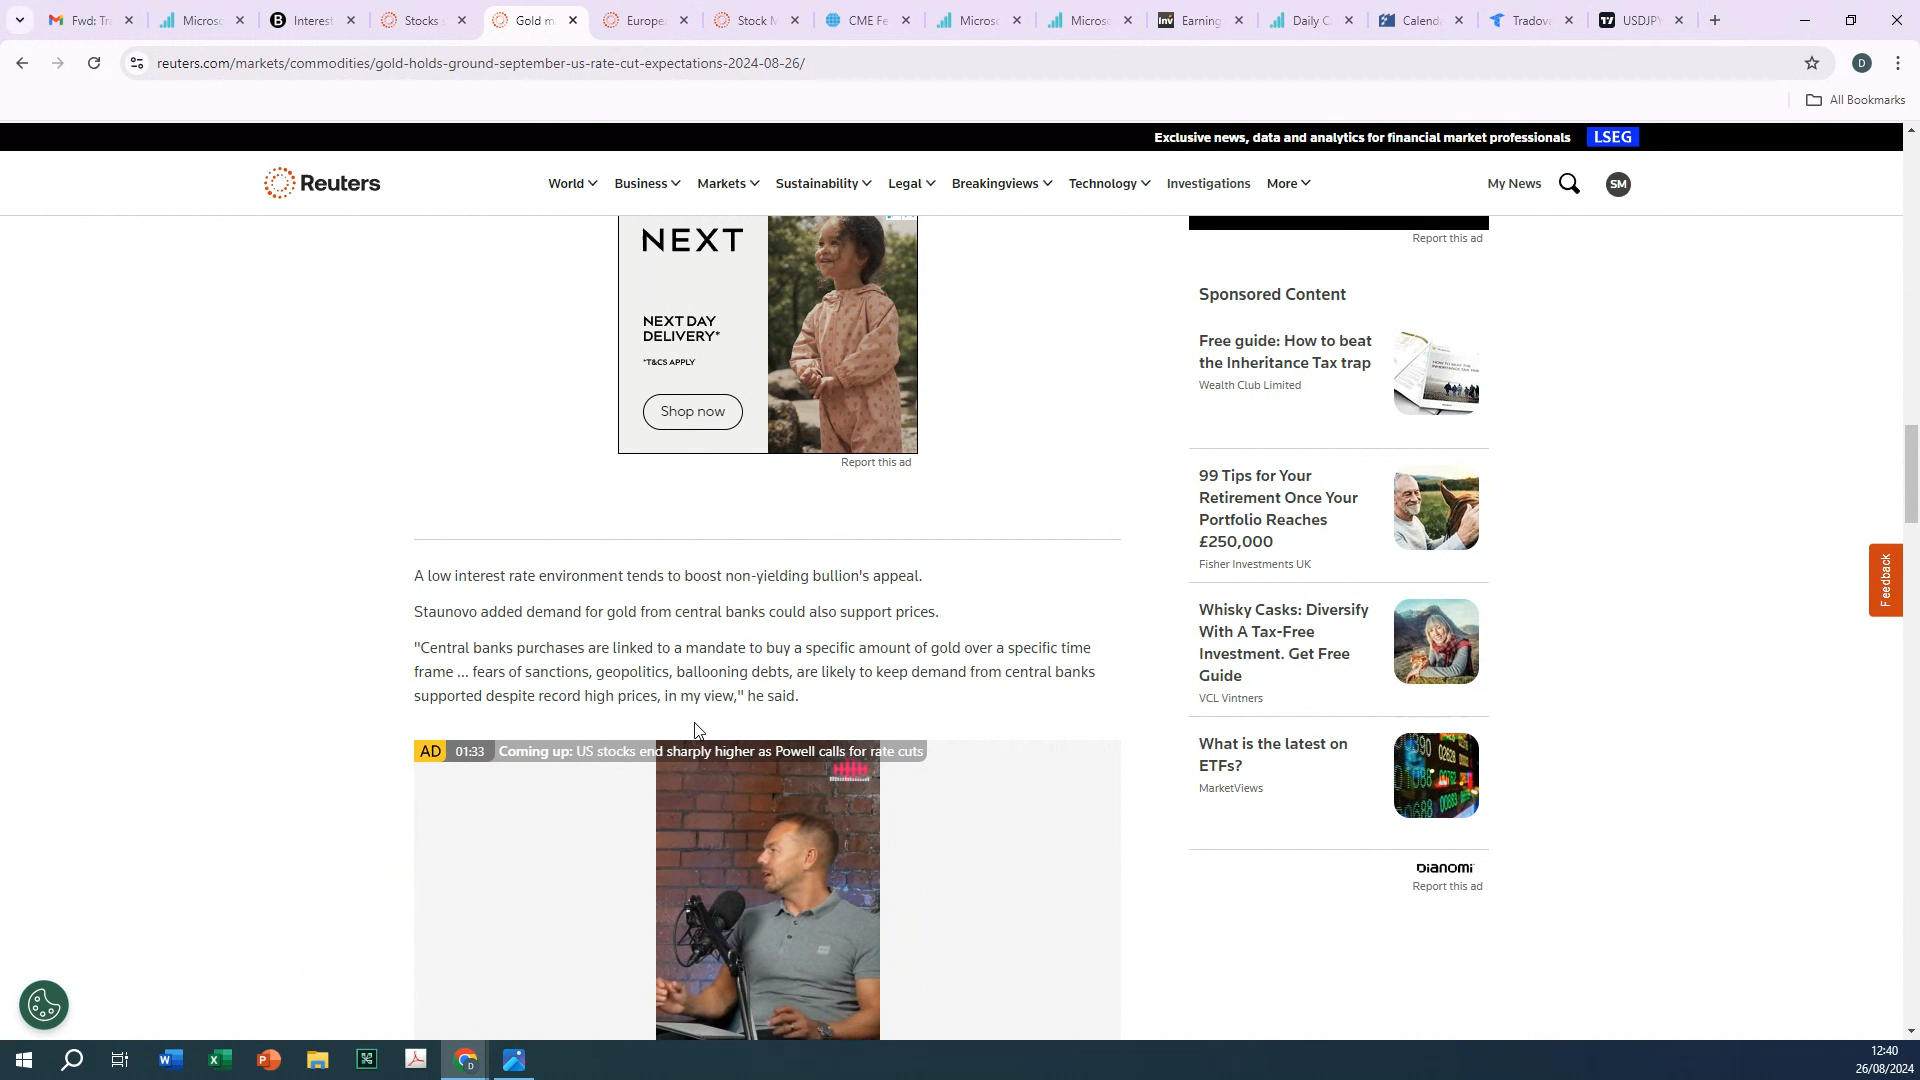 Fwd: Tra
Microso
Interest
Stocks s
Gold m
Europe
Stock M
CME Fe
Microso
Microso
Inv
Earning
Daily C
Calenda
Tradova
USDJPY
reuters.com/markets/commodities/gold-holds-ground-september-us-rate-cut-expectations-2024-08-26/
D
All Bookmarks
Exclusive news, data and analytics for financial market professionals LSEG
Reuters
World
Business
Markets
Sustainability
Legal
Breakingviews
Technology
Investigations
More
My News
SM
NEXT
NEXT DAY
DELIVERY*
*T&CS APPLY
Shop now
Report this ad
A low interest rate environment tends to boost non-yielding bullion's appeal.
Staunovo added demand for gold from central banks could also support prices.
"Central banks purchases are linked to a mandate to buy a specific amount of gold over a specific time
frame ... fears of sanctions, geopolitics, ballooning debts, are likely to keep demand from central banks
supported despite record high prices, in my view," he said.
AD 01:33 Coming up: US stocks end sharply higher as Powell calls for rate cuts
Report this ad
Sponsored Content
Free guide: How to beat
the Inheritance Tax trap
Wealth Club Limited
99 Tips for Your
Retirement Once Your
Portfolio Reaches
£250,000
Fisher Investments UK
Whisky Casks: Diversify
With A Tax-Free
Investment. Get Free
Guide
VCL Vintners
What is the latest on
ETFs?
MarketViews
Dianomi
Report this ad
Feedback
12:40
26/08/2024